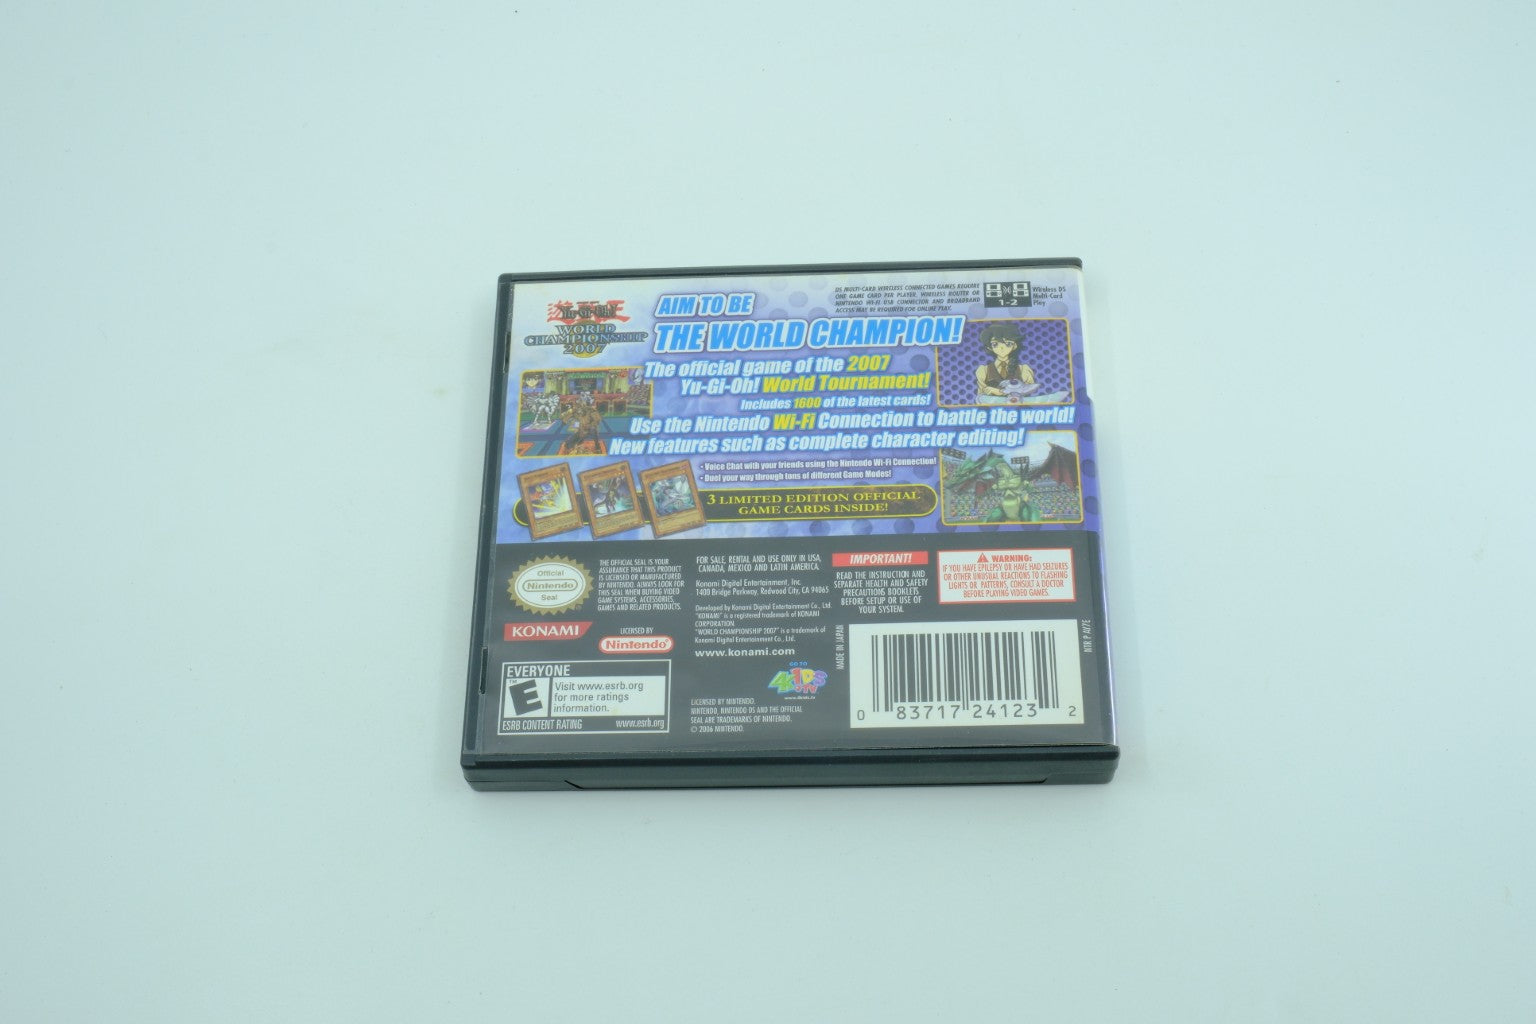 遊戯王
Yu-Gi-Oh!
WORLD
CHAMPIONSHIP
2007
AIM TO BE
THE WORLD CHAMPION!
DS MULTI-CARD WIRELESS CONNECTED GAMES REQUIRE
ONE GAME CARD PER PLAYER. WIRELESS ROUTER OR
NINTENDO WI-FI USB CONNECTOR AND BROADBAND
ACCESS MAY BE REQUIRED FOR ONLINE PLAY.
1-2
Wireless DS
Multi-Card
Play
The official game of the 2007
Yu-Gi-Oh! World Tournament!
Includes 1600 of the latest cards!
Use the Nintendo Wi-Fi Connection to battle the world!
New features such as complete character editing!
• Voice Chat with your friends using the Nintendo Wi-Fi Connection!
• Duel your way through tons of different Game Modes!
3 LIMITED EDITION OFFICIAL
GAME CARDS INSIDE!
Official
Nintendo
Seal
THE OFFICIAL SEAL IS YOUR
ASSURANCE THAT THIS PRODUCT
IS LICENSED OR MANUFACTURED
BY NINTENDO. ALWAYS LOOK FOR
THIS SEAL WHEN BUYING VIDEO
GAME SYSTEMS, ACCESSORIES,
GAMES AND RELATED PRODUCTS.
KONAMI
LICENSED BY
Nintendo
EVERYONE
E
TM
Visit www.esrb.org
for more ratings
information.
ESRB CONTENT RATING www.esrb.org
FOR SALE, RENTAL AND USE ONLY IN USA,
CANADA, MEXICO AND LATIN AMERICA.
Konami Digital Entertainment, Inc.
1400 Bridge Parkway, Redwood City, CA 94065
Developed by Konami Digital Entertainment Co., Ltd.
"KONAMI" is a registered trademark of KONAMI
CORPORATION.
"WORLD CHAMPIONSHIP 2007" is a trademark of
Konami Digital Entertainment Co., Ltd.
www.konami.com
GO TO
4KIDS
.TV
www.4kids.tv
LICENSED BY NINTENDO.
NINTENDO, NINTENDO DS AND THE OFFICIAL
SEAL ARE TRADEMARKS OF NINTENDO.
© 2006 NINTENDO.
IMPORTANT!
READ THE INSTRUCTION AND
SEPARATE HEALTH AND SAFETY
PRECAUTIONS BOOKLETS
BEFORE SETUP OR USE OF
YOUR SYSTEM.
WARNING:
IF YOU HAVE EPILEPSY OR HAVE HAD SEIZURES
OR OTHER UNUSUAL REACTIONS TO FLASHING
LIGHTS OR PATTERNS, CONSULT A DOCTOR
BEFORE PLAYING VIDEO GAMES.
MADE IN JAPAN
0 83717 24123 2